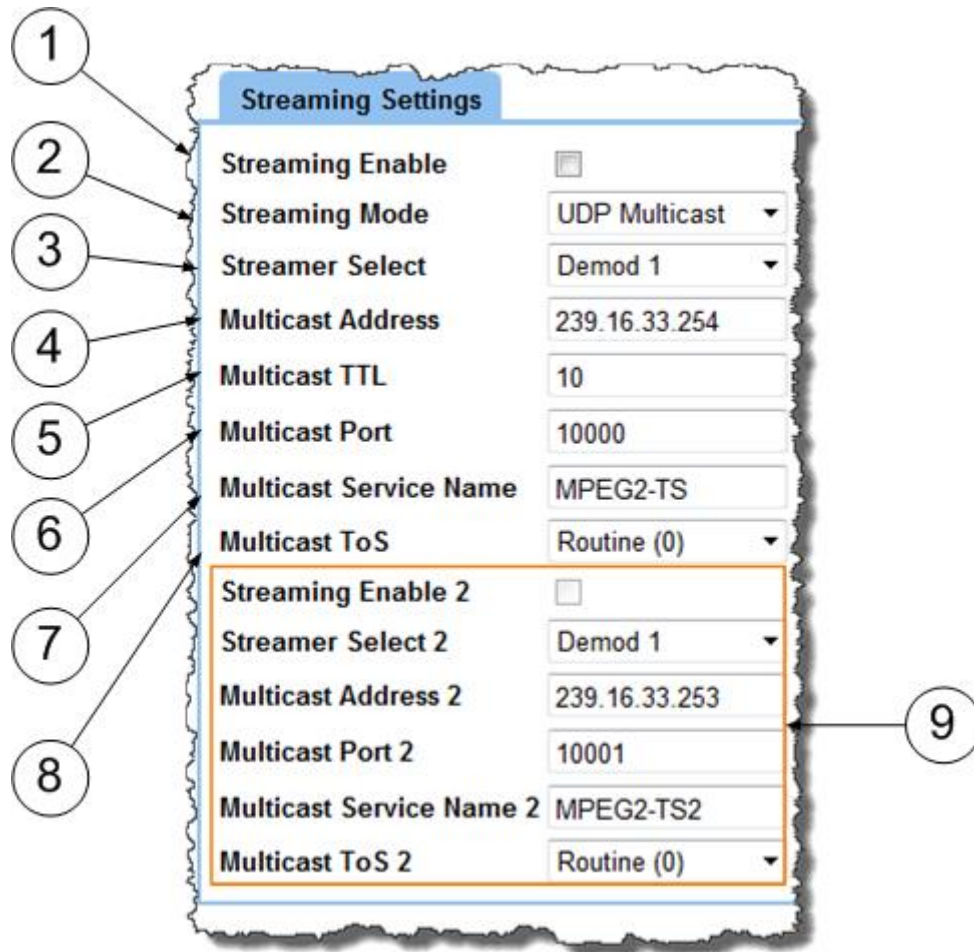 1
Streaming Settings
2
Streaming Enable
Streaming Mode UDP Multicast
3
Streamer Select Demod 1
4
Multicast Address 239.16.33.254
5
Multicast TTL 10
6
Multicast Port 10000
7
Multicast Service Name MPEG2-TS
8
Multicast ToS Routine (0)
Streaming Enable 2
Streamer Select 2 Demod 1
Multicast Address 2 239.16.33.253
9
Multicast Port 2 10001
Multicast Service Name 2 MPEG2-TS2
Multicast ToS 2 Routine (0)